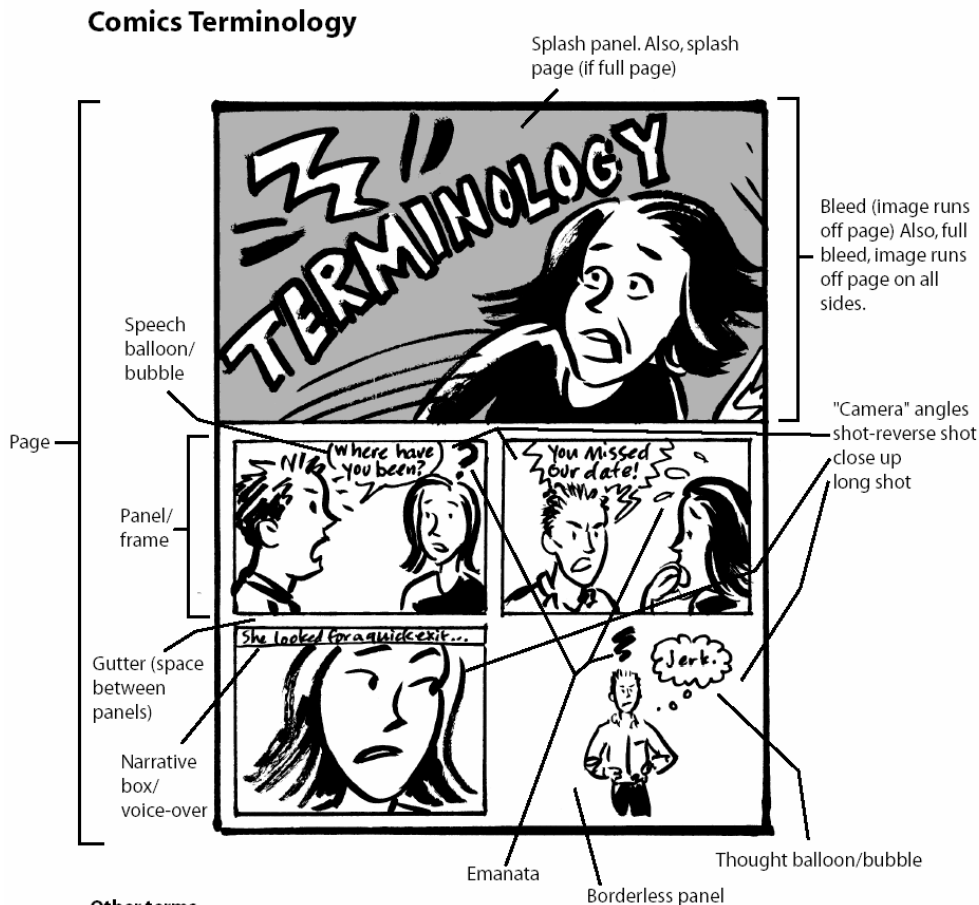 Comics Terminology
Splash panel. Also, splash
page (if full page)
TERMINOLOGY
Bleed (image runs
off page) Also, full
bleed, image runs
off page on all
sides.
Speech
balloon/
bubble
"Camera" angles
shot-reverse shot
close up
long shot
Page
Where have
you been?
?
You Missed
Our date!
Panel/
frame
She looked for a quick exit...
Jerk.
Gutter (space
between
panels)
Narrative
box/
voice-over
Thought balloon/bubble
Emanata
Borderless panel
Other terms